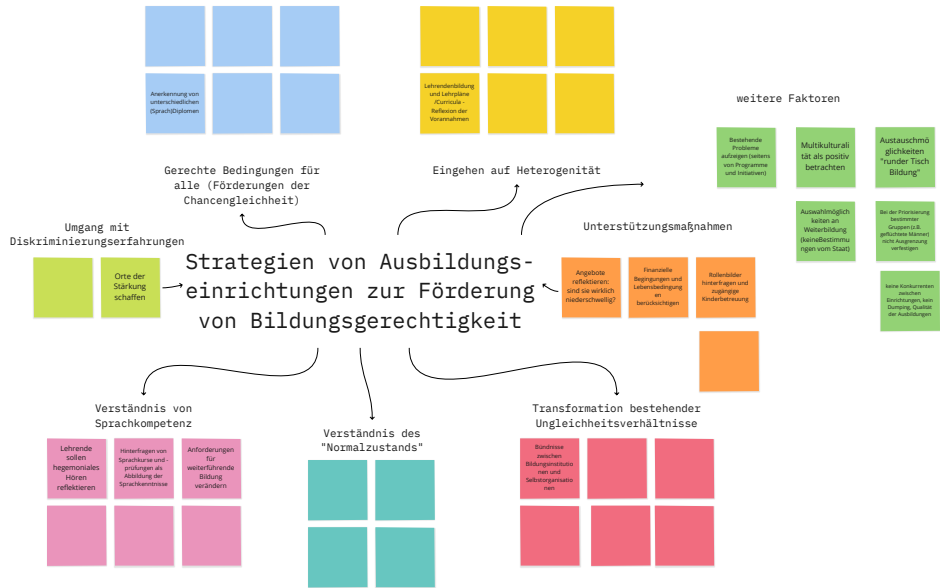 Anerkennung von
unterschiedlichen
(Sprach)Diplomen
Lehrendenbildung
und Lehrpläne
/Curricula -
Reflexion der
Vorannahmen
weitere Faktoren
Bestehende
Probleme
aufzeigen (seitens
von Programme
und Initiativen)
Multikulturali
tät als positiv
betrachten
Austauschmö
glichkeiten
"runder Tisch
Bildung"
Auswahlmöglich
keiten an
Weiterbildung
(keineBestimmu
ngen vom Staat)
Bei der Priorisierung
bestimmter
Gruppen (z.B.
geflüchtete Männer)
nicht Ausgrenzung
verfestigen
keine Konkurrenten
zwischen
Einrichtungen, kein
Dumping, Qualität
der Ausbildungen
Gerechte Bedingungen für
alle (Förderungen der
Chancengleichheit)
Eingehen auf Heterogenität
Umgang mit
Diskriminierungserfahrungen
Orte der
Stärkung
schaffen
Unterstützungsmaßnahmen
Angebote
reflektieren:
sind sie wirklich
niederschwellig?
Finanzielle
Begingungen und
Lebensbedingung
en
berücksichtigen
Rollenbilder
hinterfragen und
zugängige
Kinderbetreuung
Strategien von Ausbildungs-
einrichtungen zur Förderung
von Bildungsgerechtigkeit
Verständnis von
Sprachkompetenz
Lehrende
sollen
hegemoniales
Hören
reflektieren
Hinterfragen von
Sprachkurse und -
prüfungen als
Abbildung der
Sprachkenntnisse
Anforderungen
für
weiterführende
Bildung
verändern
Verständnis des
"Normalzustands"
Transformation bestehender
Ungleichheitsverhältnisse
Bündnisse
zwischen
Bildungsinstitutio
nen und
Selbstorganisatio
nen